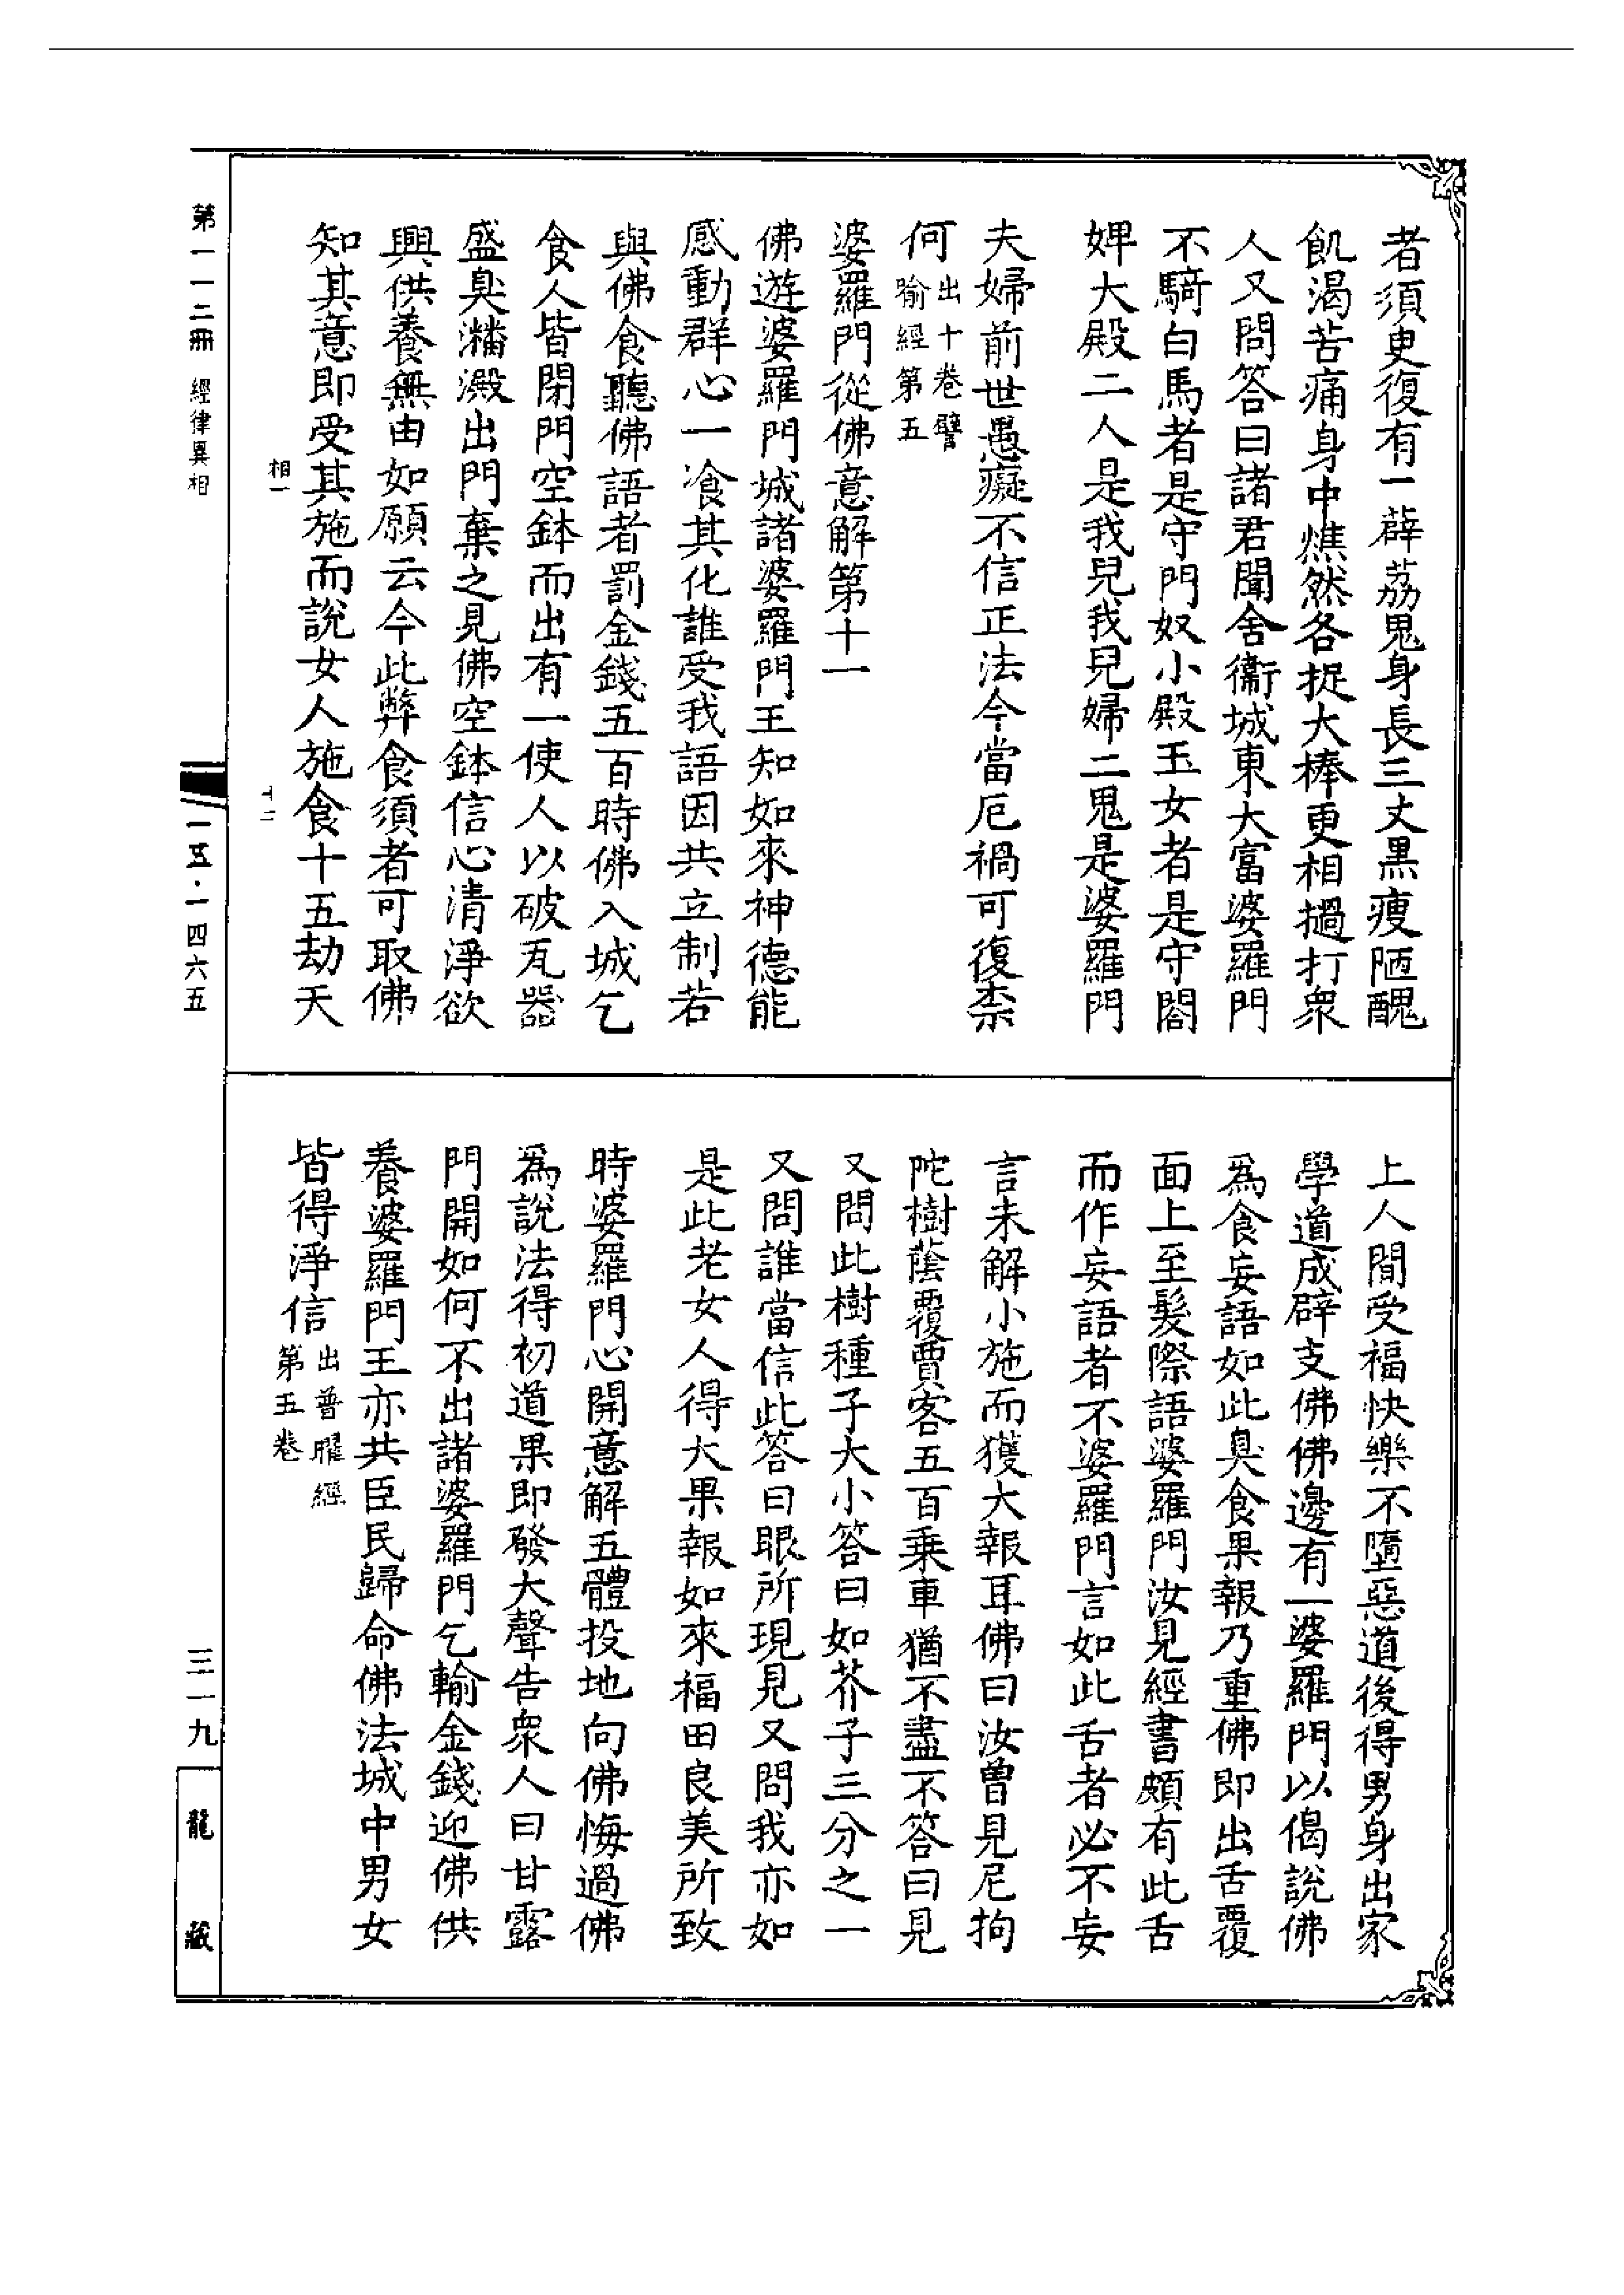 者須更復有一薜茘鬼身長三丈黒瘦陋醜
飢渴苦痛身中燋然各捉大棒更相撾打衆
人又問答曰諸君聞舍衞城東大富婆羅門
不騎白馬者是守門奴小殿玉女者是守閤
婢大殿二人是我兒我兒婦二鬼是婆羅門
夫婦前世愚癡不信正法今當厄禍可復柰
何出十卷譬
喻經第五
婆羅門從佛意解第十一
佛遊婆羅門城諸婆羅門王知如來神德能
感動群心一飡其化誰受我語因共立制若
與佛食聽佛語者罰金錢五百時佛入城乞
食人皆閉門空鉢而出有一使人以破瓦器
盛臭潘澱出門棄之見佛空鉢信心清淨欲
興供養無由如願云今此弊食須者可取佛
知其意即受其施而說女人施食十五劫天
上人間受福快樂不墮惡道後得男身出家
學道成辟支佛佛邊有一婆羅門以偈說佛
爲食妄語如此臭食果報乃重佛即出舌覆
面上至髮際語婆羅門汝見經書頗有此舌
而作妄語者不婆羅門言如此舌者必不妄
言未解小施而獲大報耳佛曰汝曾見尼拘
陀樹蔭覆賈客五百乗車猶不盡不答曰見
又問此樹種子大小答曰如芥子三分之一
又問誰當信此答曰眼所現見又問我亦如
是此老女人得大果報如來福田良美所致
時婆羅門心開意解五體投地向佛悔過佛
爲說法得初道果即發大聲告衆人曰甘露
門開如何不出諸婆羅門乞輸金錢迎佛供
養婆羅門王亦共臣民歸命佛法城中男女
皆得淨信出普曜經
第五卷
相一
十二
第一一二冊 經律異相
一五·一四六五
三一九
龍藏